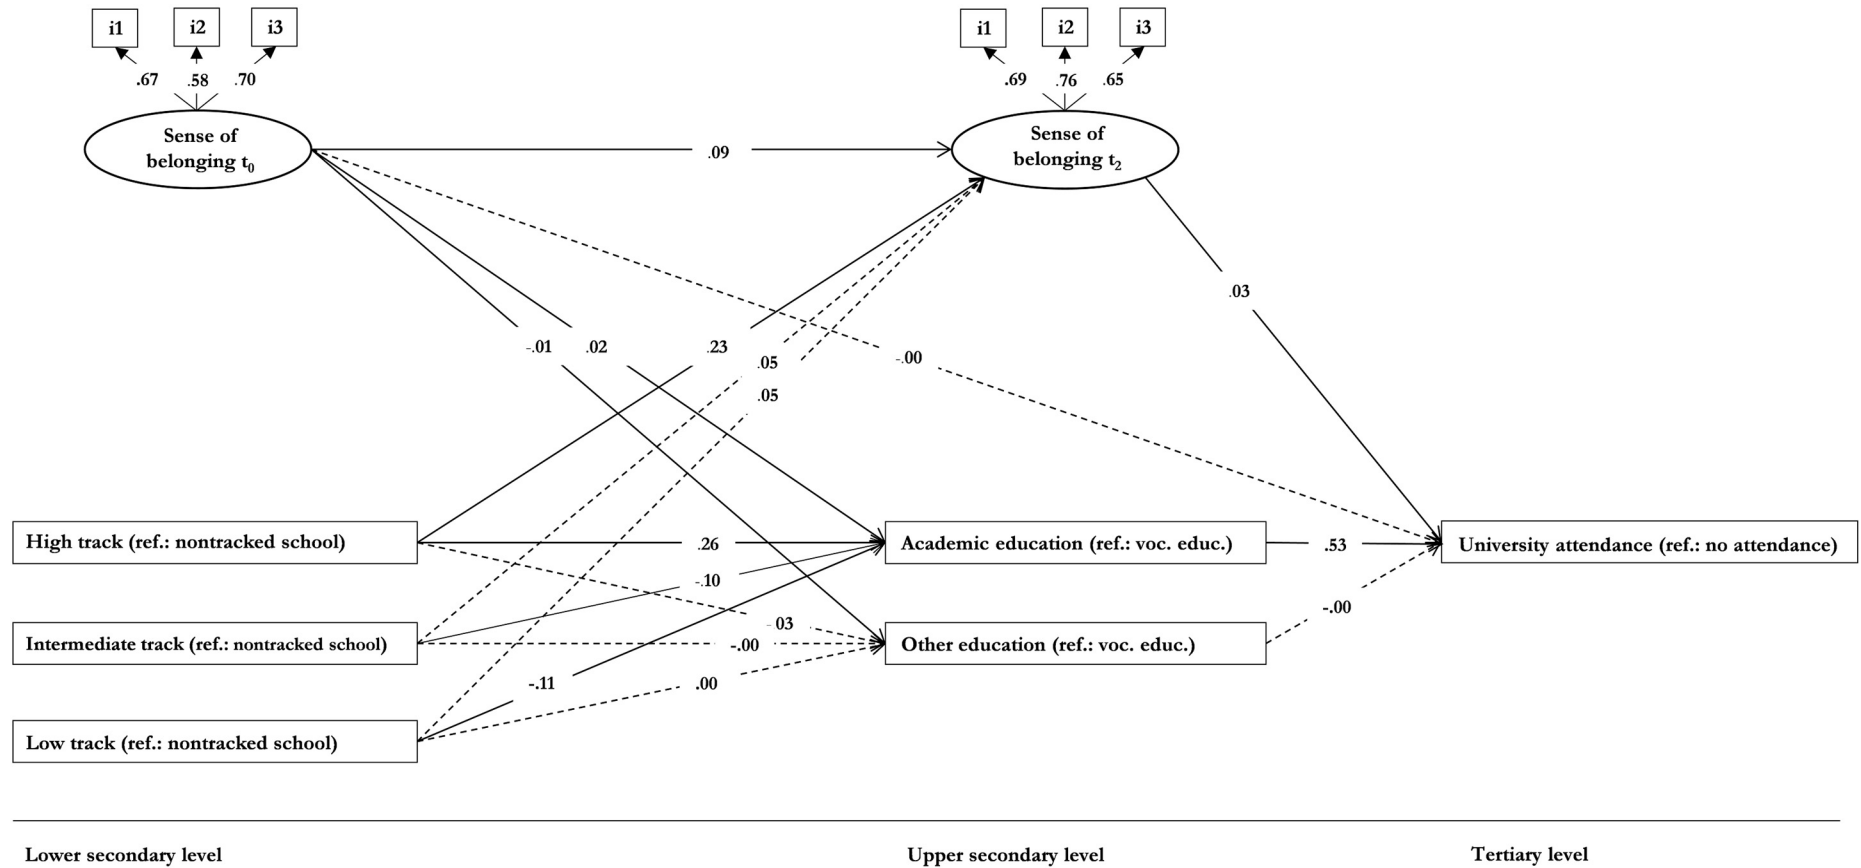 i1 i2 i3 i1 i2 i3
.67 .58 .70 .69 .76 .65
Sense of
belonging t₀
Sense of
belonging t₂
.09
.03
-.01 .02 .23
.05
-.00
.05
High track (ref.: nontracked school)
.26
Academic education (ref.: voc. educ.)
.53
University attendance (ref.: no attendance)
-.10
-.00
- 03
Intermediate track (ref.: nontracked school)
-.00
Other education (ref.: voc. educ.)
-.11
.00
Low track (ref.: nontracked school)
Lower secondary level
Upper secondary level
Tertiary level